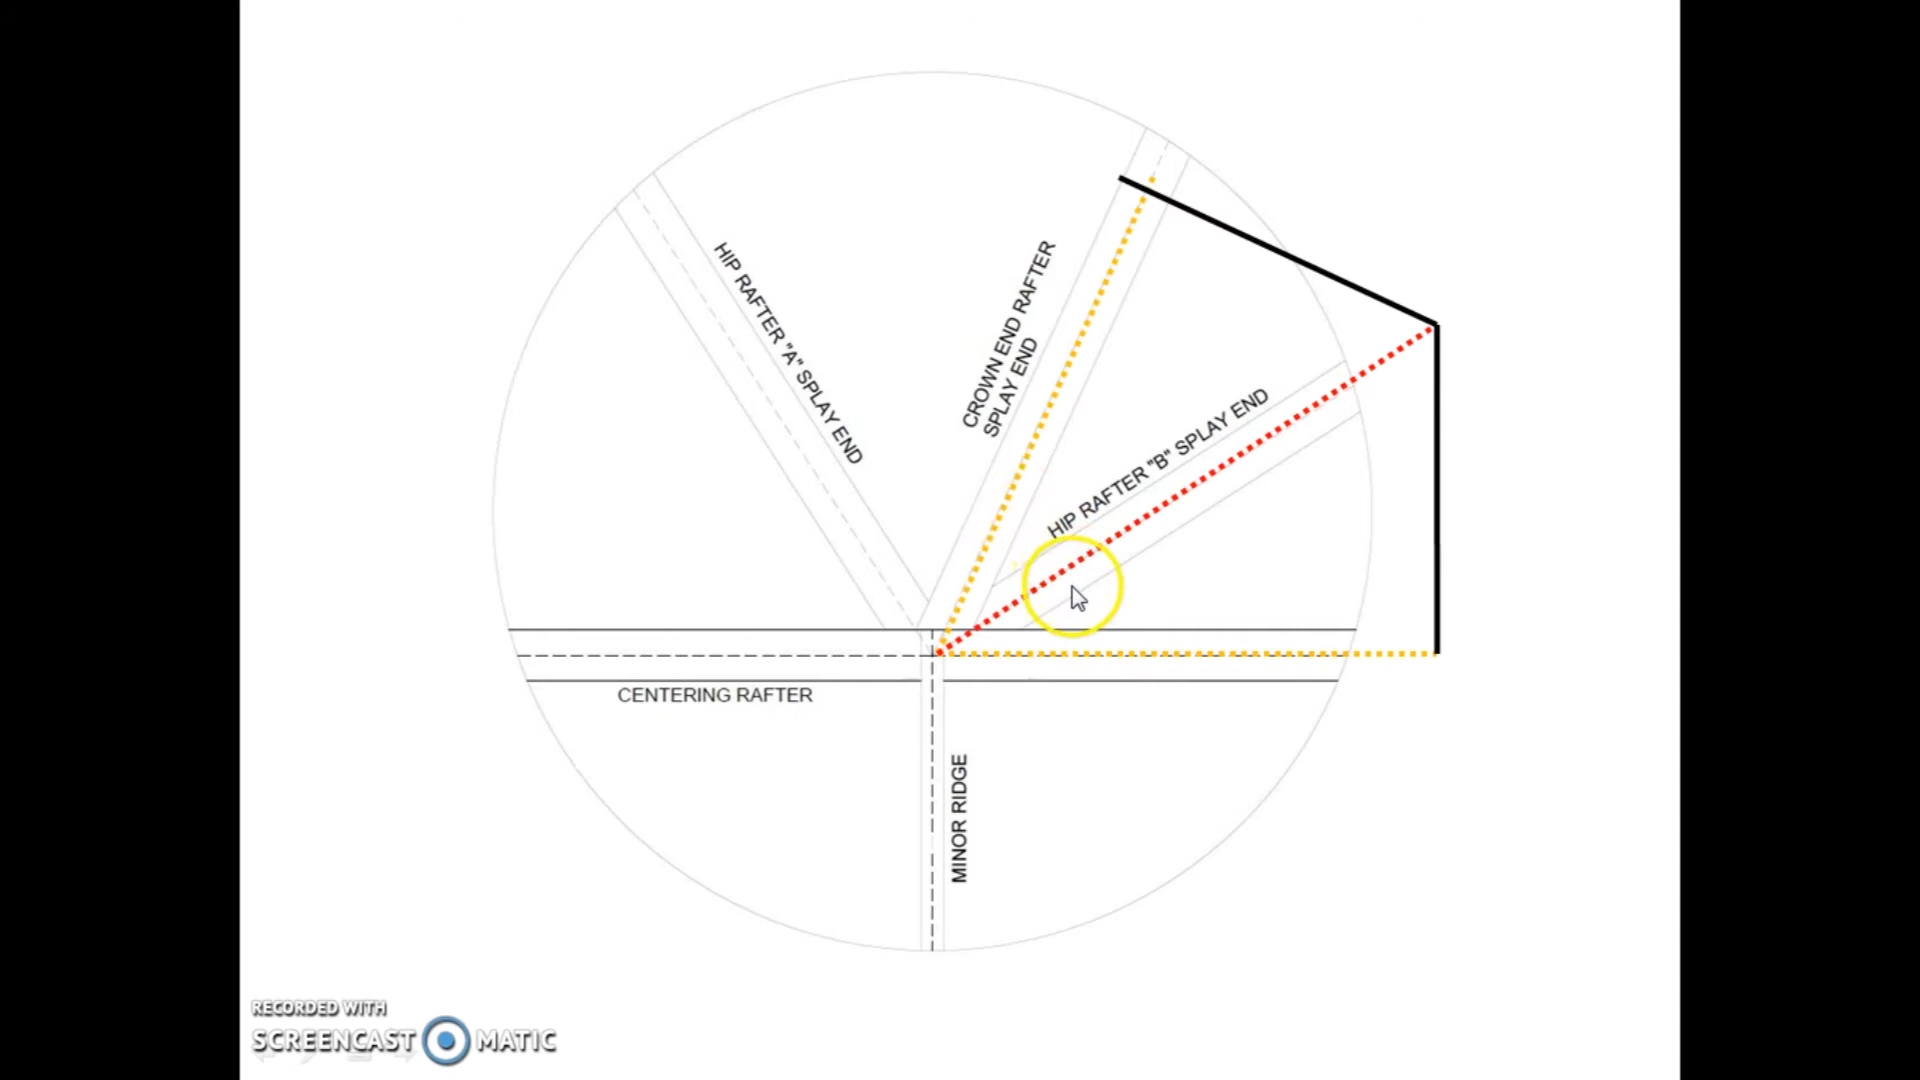 HIP RAFTER "A" SPLAY END
CROWN END RAFTER
SPLAY END
HIP RAFTER "B" SPLAY END
CENTERING RAFTER
MINOR RIDGE
RECORDED WITH
SCREENCAST MATIC